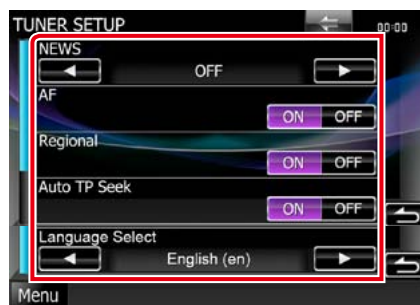 TUNER SETUP
00:00
NEWS
OFF
AF
ON OFF
Regional
ON OFF
Auto TP Seek
ON OFF
Language Select
English (en)
Menu